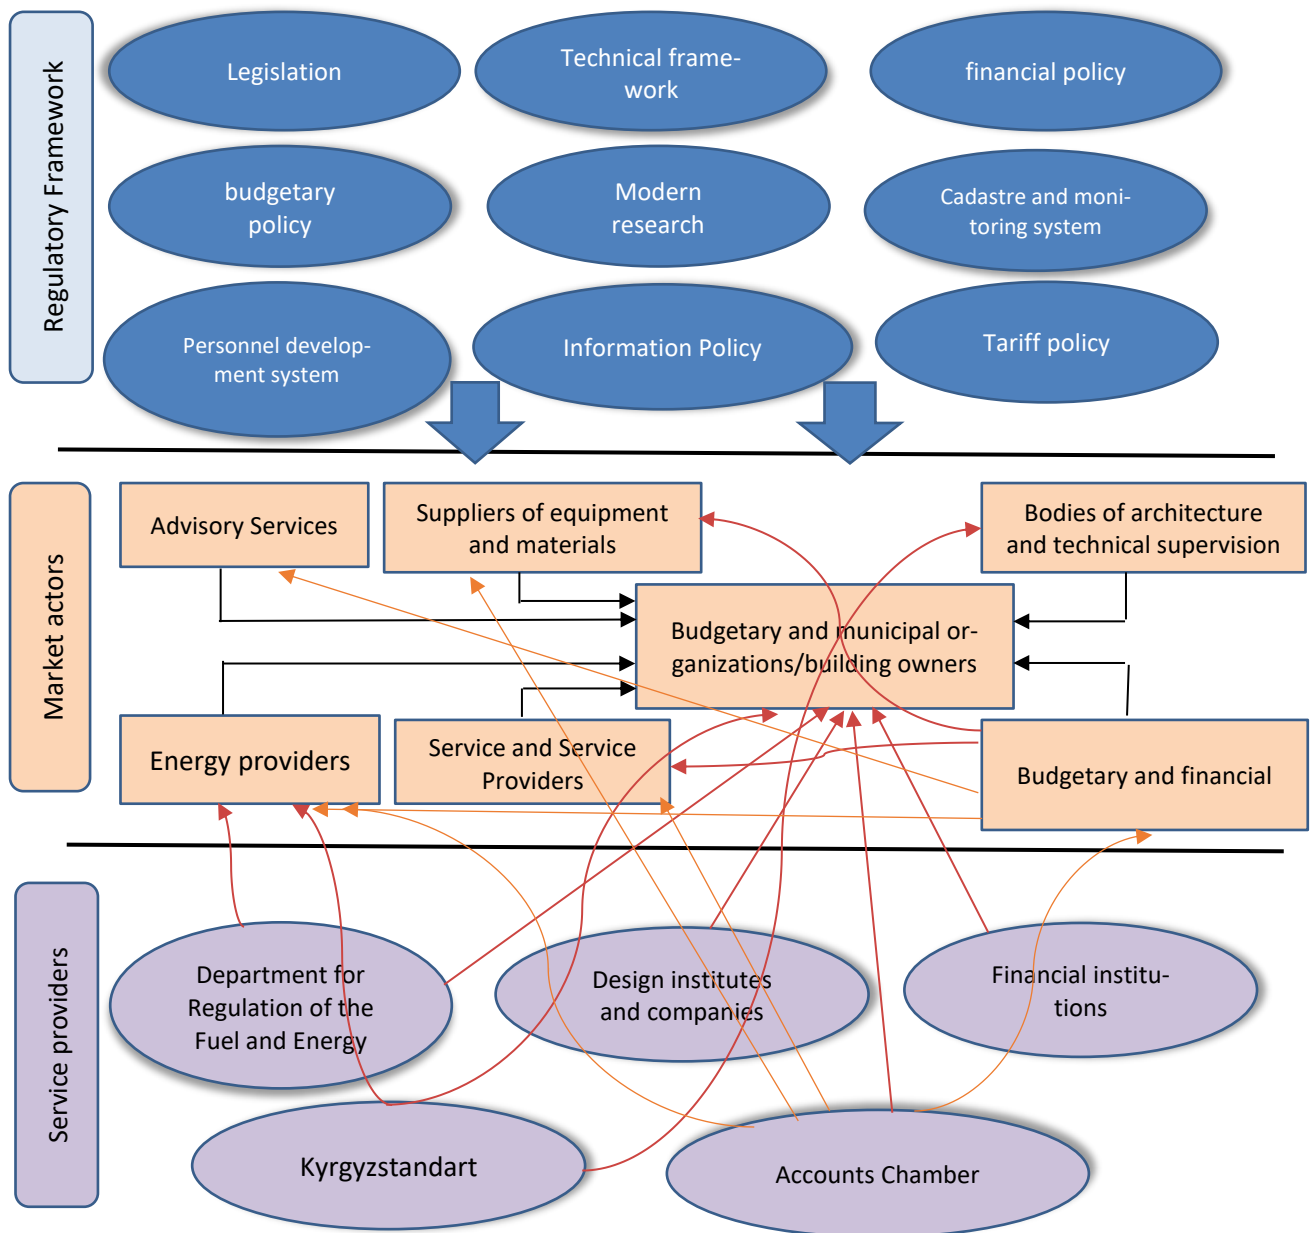 Regulatory Framework
Legislation
Technical frame-
work
financial policy
budgetary
policy
Modern
research
Cadastre and moni-
toring system
Personnel develop-
ment system
Information Policy
Tariff policy
Market actors
Advisory Services
Suppliers of equipment
and materials
Bodies of architecture
and technical supervision
Budgetary and municipal or-
ganizations/building owners
Energy providers
Service and Service
Providers
Budgetary and financial
Service providers
Department for
Regulation of the
Fuel and Energy
Design institutes
and companies
Financial institu-
tions
Kyrgyzstandart
Accounts Chamber